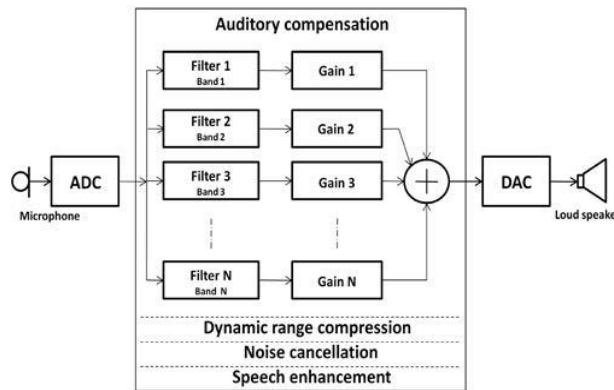 Auditory compensation
Filter 1
Band 1
Gain 1
Filter 2
Band 2
Gain 2
Filter 3
Band 3
Gain 3
ADC
DAC
Microphone
Loud speake
Filter N
Band N
Gain N
Dynamic range compression
Noise cancellation
Speech enhancement